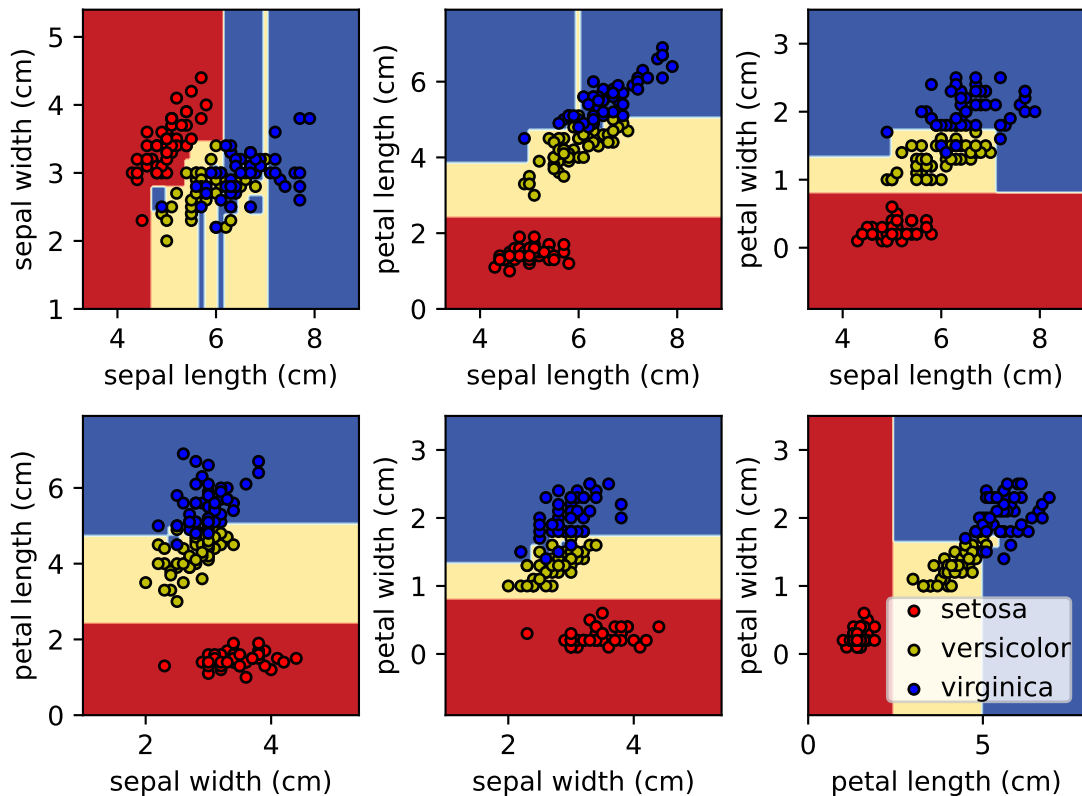 5
4
3
2
1
4 6 8
sepal width (cm)
sepal length (cm)
6
4
2
0
4 6 8
petal length (cm)
sepal length (cm)
3
2
1
0
4 6 8
petal width (cm)
sepal length (cm)
6
4
2
0
2 4
petal length (cm)
sepal width (cm)
3
2
1
0
2 4
petal width (cm)
sepal width (cm)
3
2
1
0
0 5
petal width (cm)
petal length (cm)
setosa
versicolor
virginica